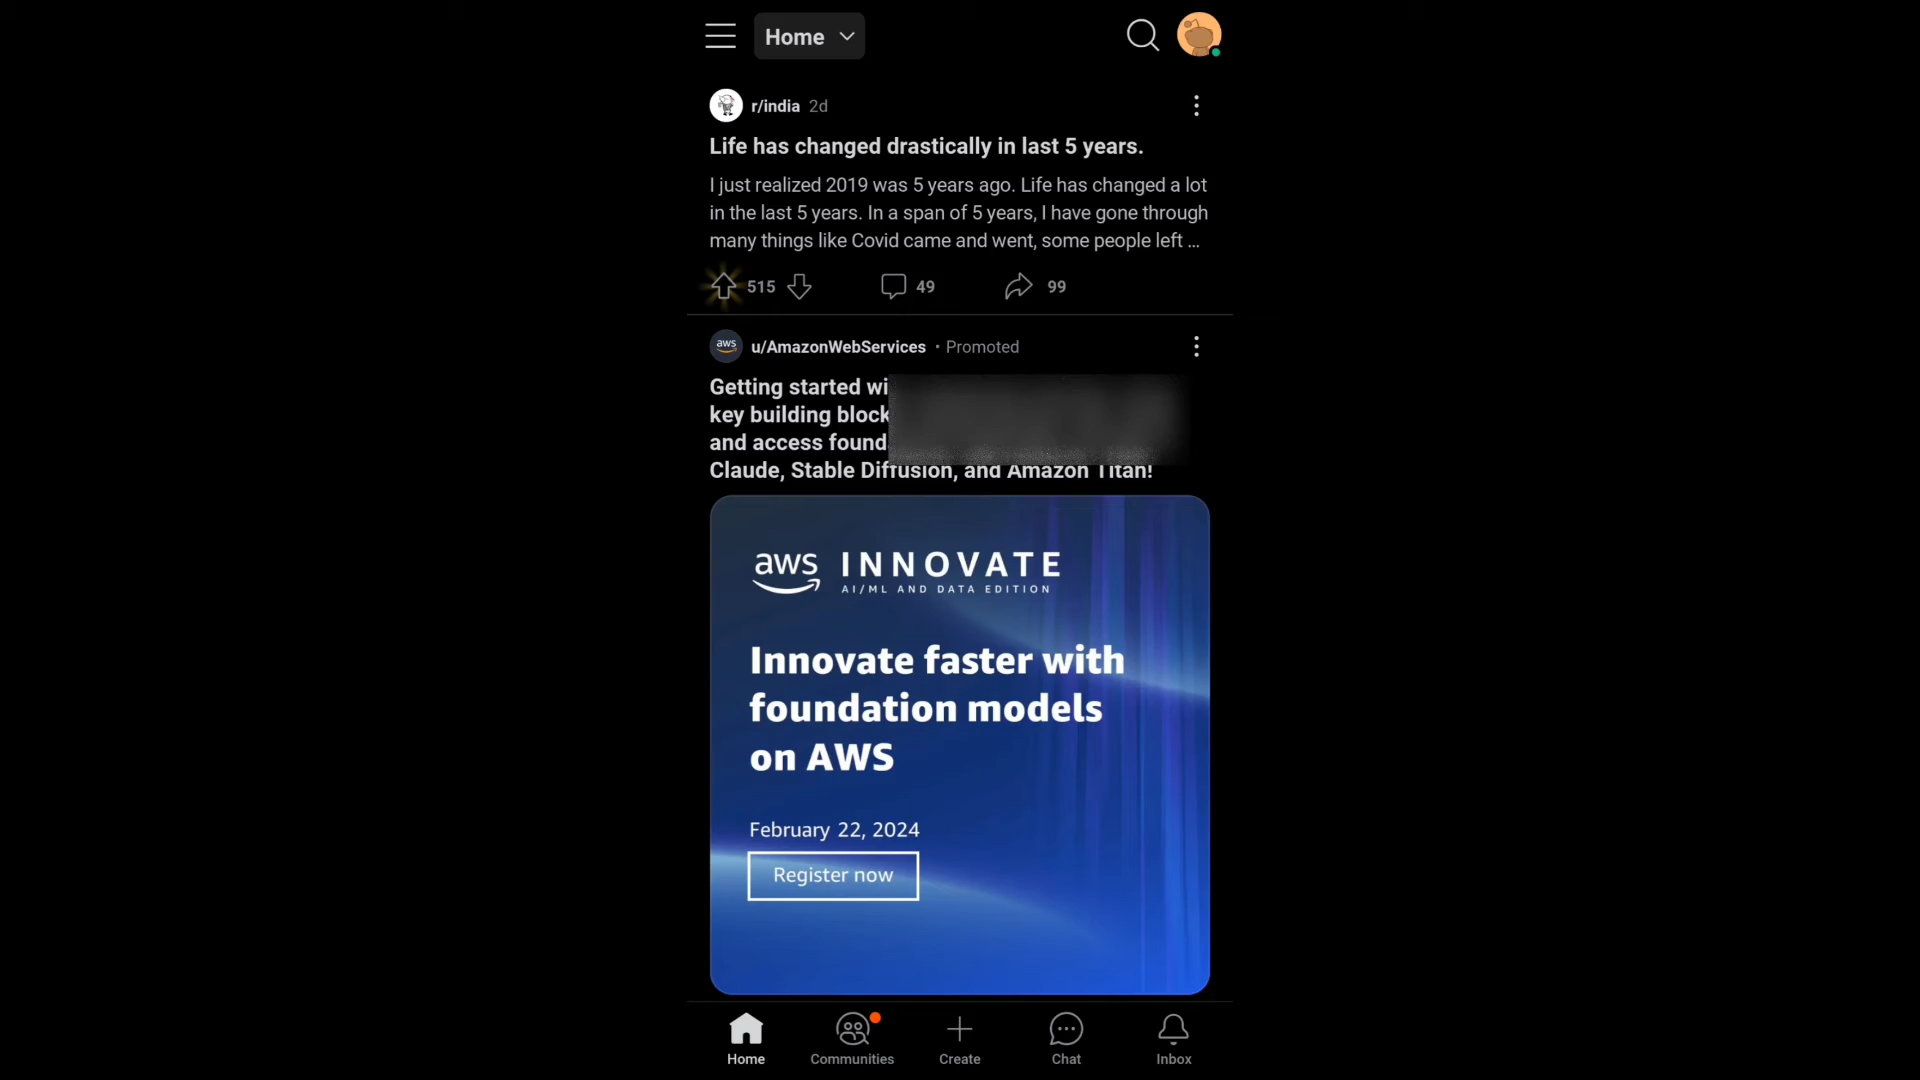 Home
r/india 2d
Life has changed drastically in last 5 years.
I just realized 2019 was 5 years ago. Life has changed a lot
in the last 5 years. In a span of 5 years, I have gone through
many things like Covid came and went, some people left ...
515 49 99
aws u/AmazonWebServices • Promoted
Getting started
key building
and access
Claude, Stable Diffusion, and Amazon Titan!
aws INNOVATE
AI/ML AND DATA EDITION
Innovate faster with
foundation models
on AWS
February 22, 2024
Register now
Home Communities Create Chat Inbox